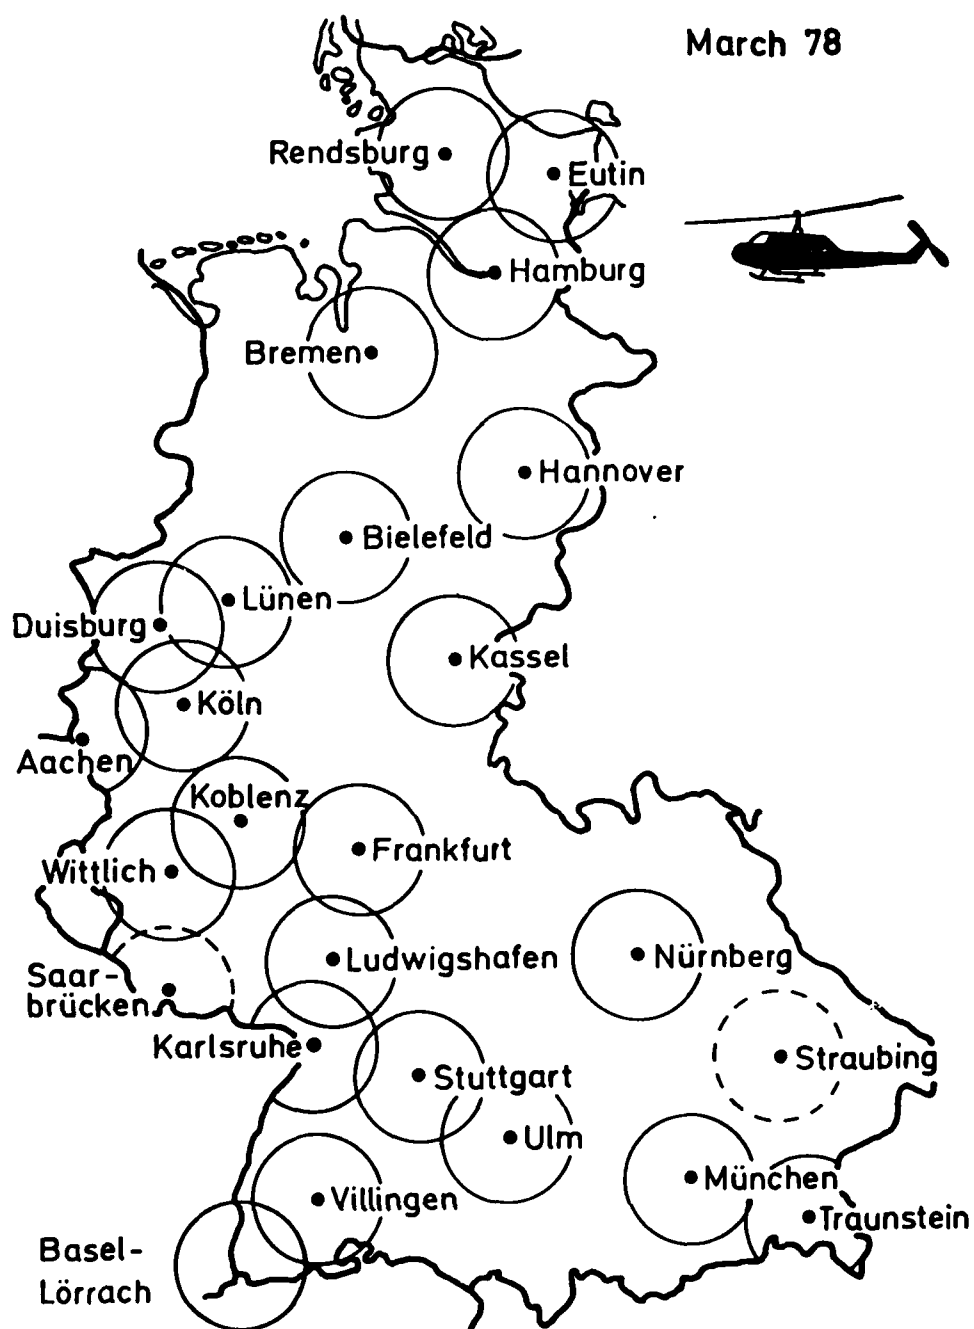 March 78
Rendsburg
Eutin
Hamburg
Bremen
Hannover
Bielefeld
Lünen
Duisburg
Kassel
Köln
Aachen
Koblenz
Frankfurt
Wittlich
Ludwigshafen
Nürnberg
Saar-
brücken
Karlsruhe
Straubing
Stuttgart
Ulm
München
Villingen
Traunstein
Basel-
Lörrach